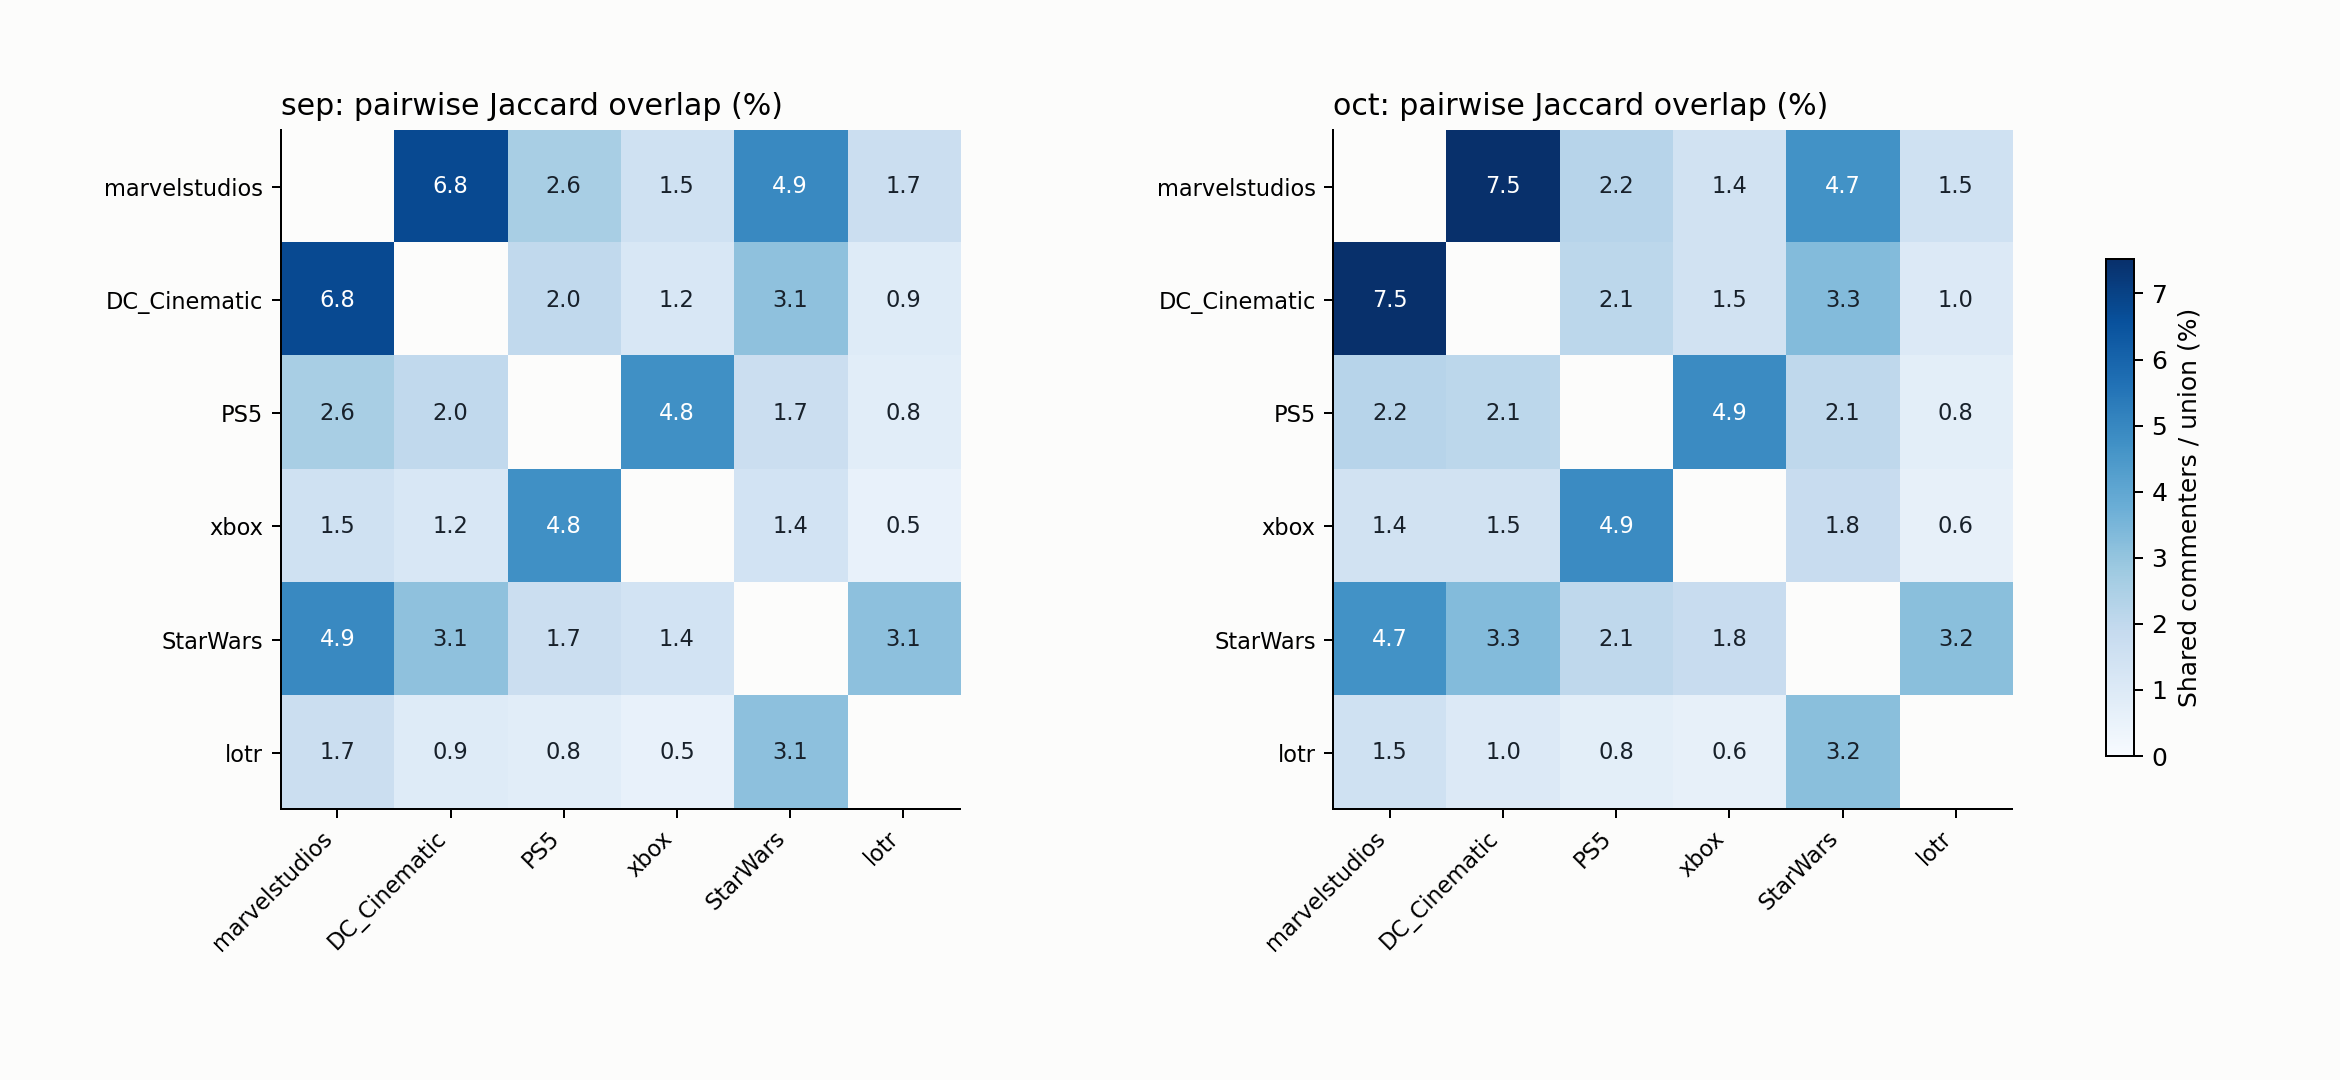 sep: pairwise Jaccard overlap (%)
marvelstudios 6.8 2.6 1.5 4.9 1.7
DC_Cinematic 6.8 2.0 1.2 3.1 0.9
PS5 2.6 2.0 4.8 1.7 0.8
xbox 1.5 1.2 4.8 1.4 0.5
StarWars 4.9 3.1 1.7 1.4 3.1
lotr 1.7 0.9 0.8 0.5 3.1
marvelstudios DC_Cinematic PS5 xbox StarWars lotr
oct: pairwise Jaccard overlap (%)
marvelstudios 7.5 2.2 1.4 4.7 1.5
DC_Cinematic 7.5 2.1 1.5 3.3 1.0
PS5 2.2 2.1 4.9 2.1 0.8
xbox 1.4 1.5 4.9 1.8 0.6
StarWars 4.7 3.3 2.1 1.8 3.2
lotr 1.5 1.0 0.8 0.6 3.2
marvelstudios DC_Cinematic PS5 xbox StarWars lotr
7
6
5
4
3
2
1
0
Shared commenters / union (%)